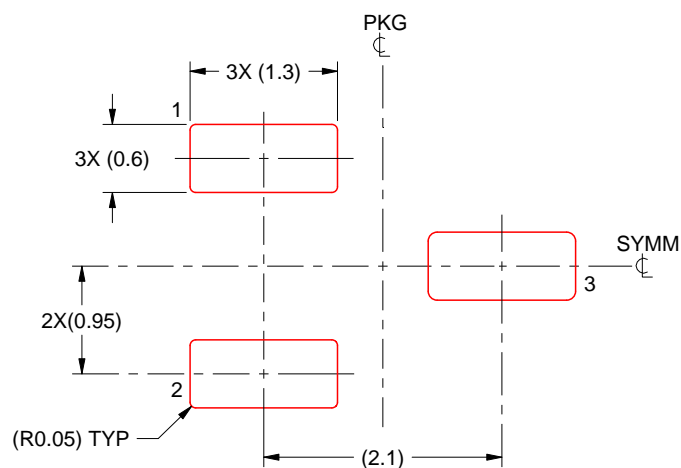 PKG
℄
3X (1.3)
1
3X (0.6)
SYMM
℄
3
2X(0.95)
2
(R0.05) TYP
(2.1)